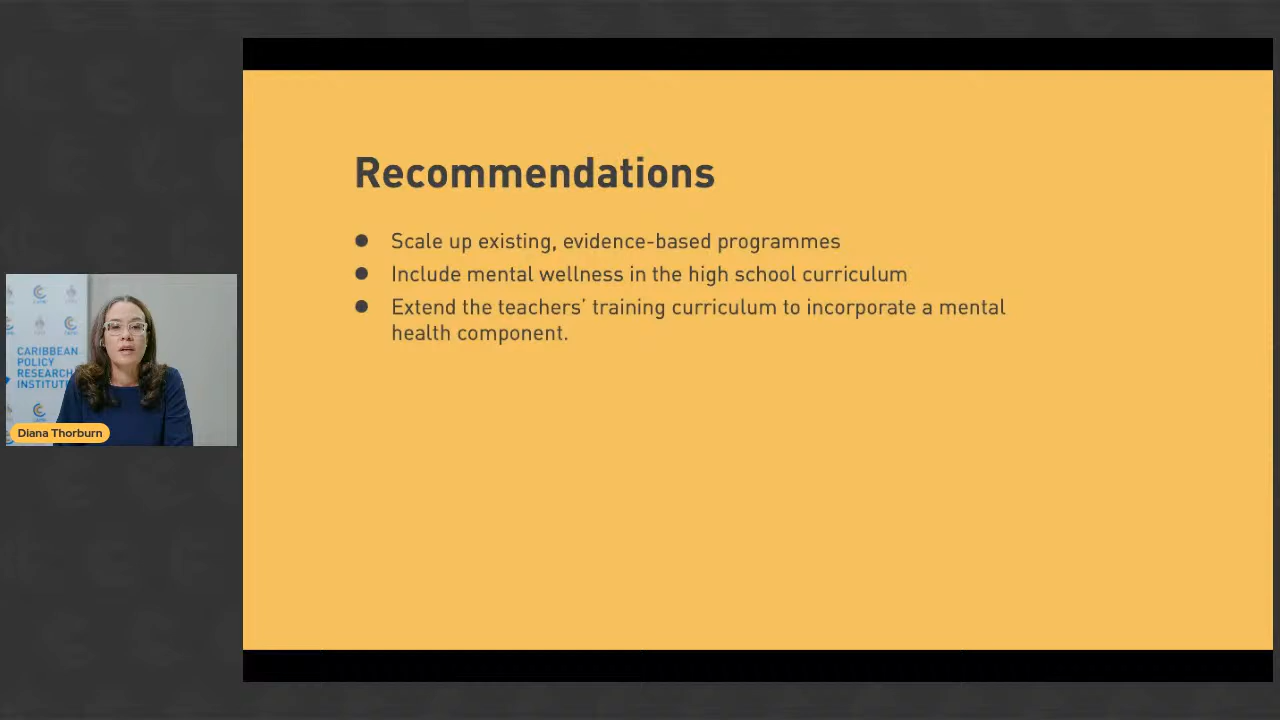 Recommendations
Scale up existing, evidence-based programmes
Include mental wellness in the high school curriculum
Extend the teachers’ training curriculum to incorporate a mental
health component.
CARIBBEAN
POLICY
RESEARCH
INSTITUTE
Diana Thorburn